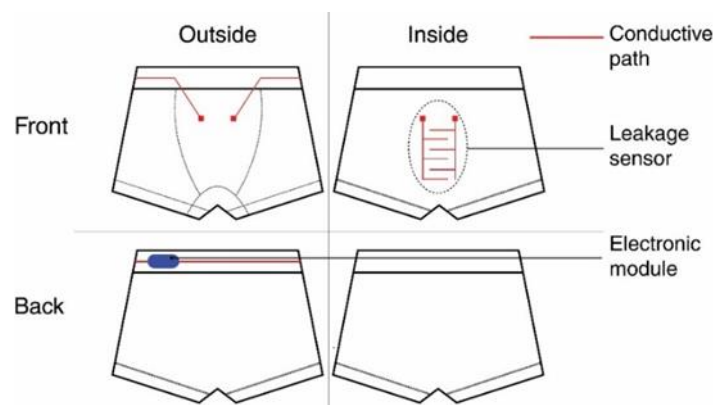 Outside
Inside
Conductive
path
Front
Leakage
sensor
Electronic
module
Back